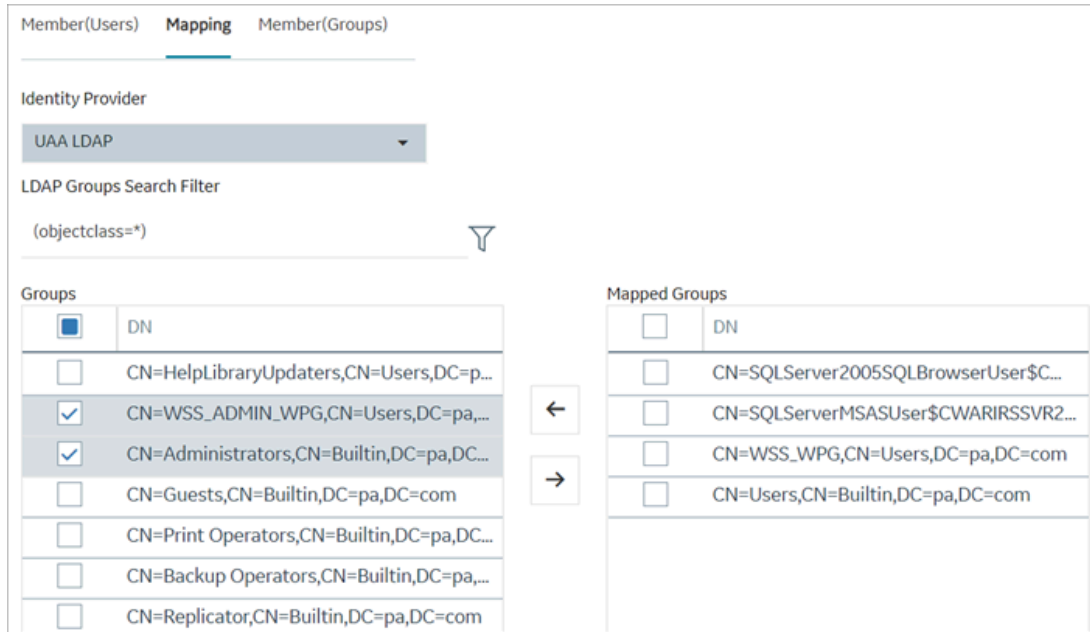 Member(Users) Mapping Member(Groups)
Identity Provider
UAA LDAP
LDAP Groups Search Filter
(objectclass=*)
Groups
DN
CN=HelpLibraryUpdaters,CN=Users,DC=p...
CN=WSS_ADMIN_WPG,CN=Users,DC=pa,...
CN=Administrators,CN=Builtin,DC=pa,DC...
CN=Guests,CN=Builtin,DC=pa,DC=com
CN=Print Operators,CN=Builtin,DC=pa,DC...
CN=Backup Operators,CN=Builtin,DC=pa,...
CN=Replicator,CN=Builtin,DC=pa,DC=com
Mapped Groups
DN
CN=SQLServer2005SQLBrowserUser$C...
CN=SQLServerMSASUser$CWARIRSSVR2...
CN=WSS_WPG,CN=Users,DC=pa,DC=com
CN=Users,CN=Builtin,DC=pa,DC=com